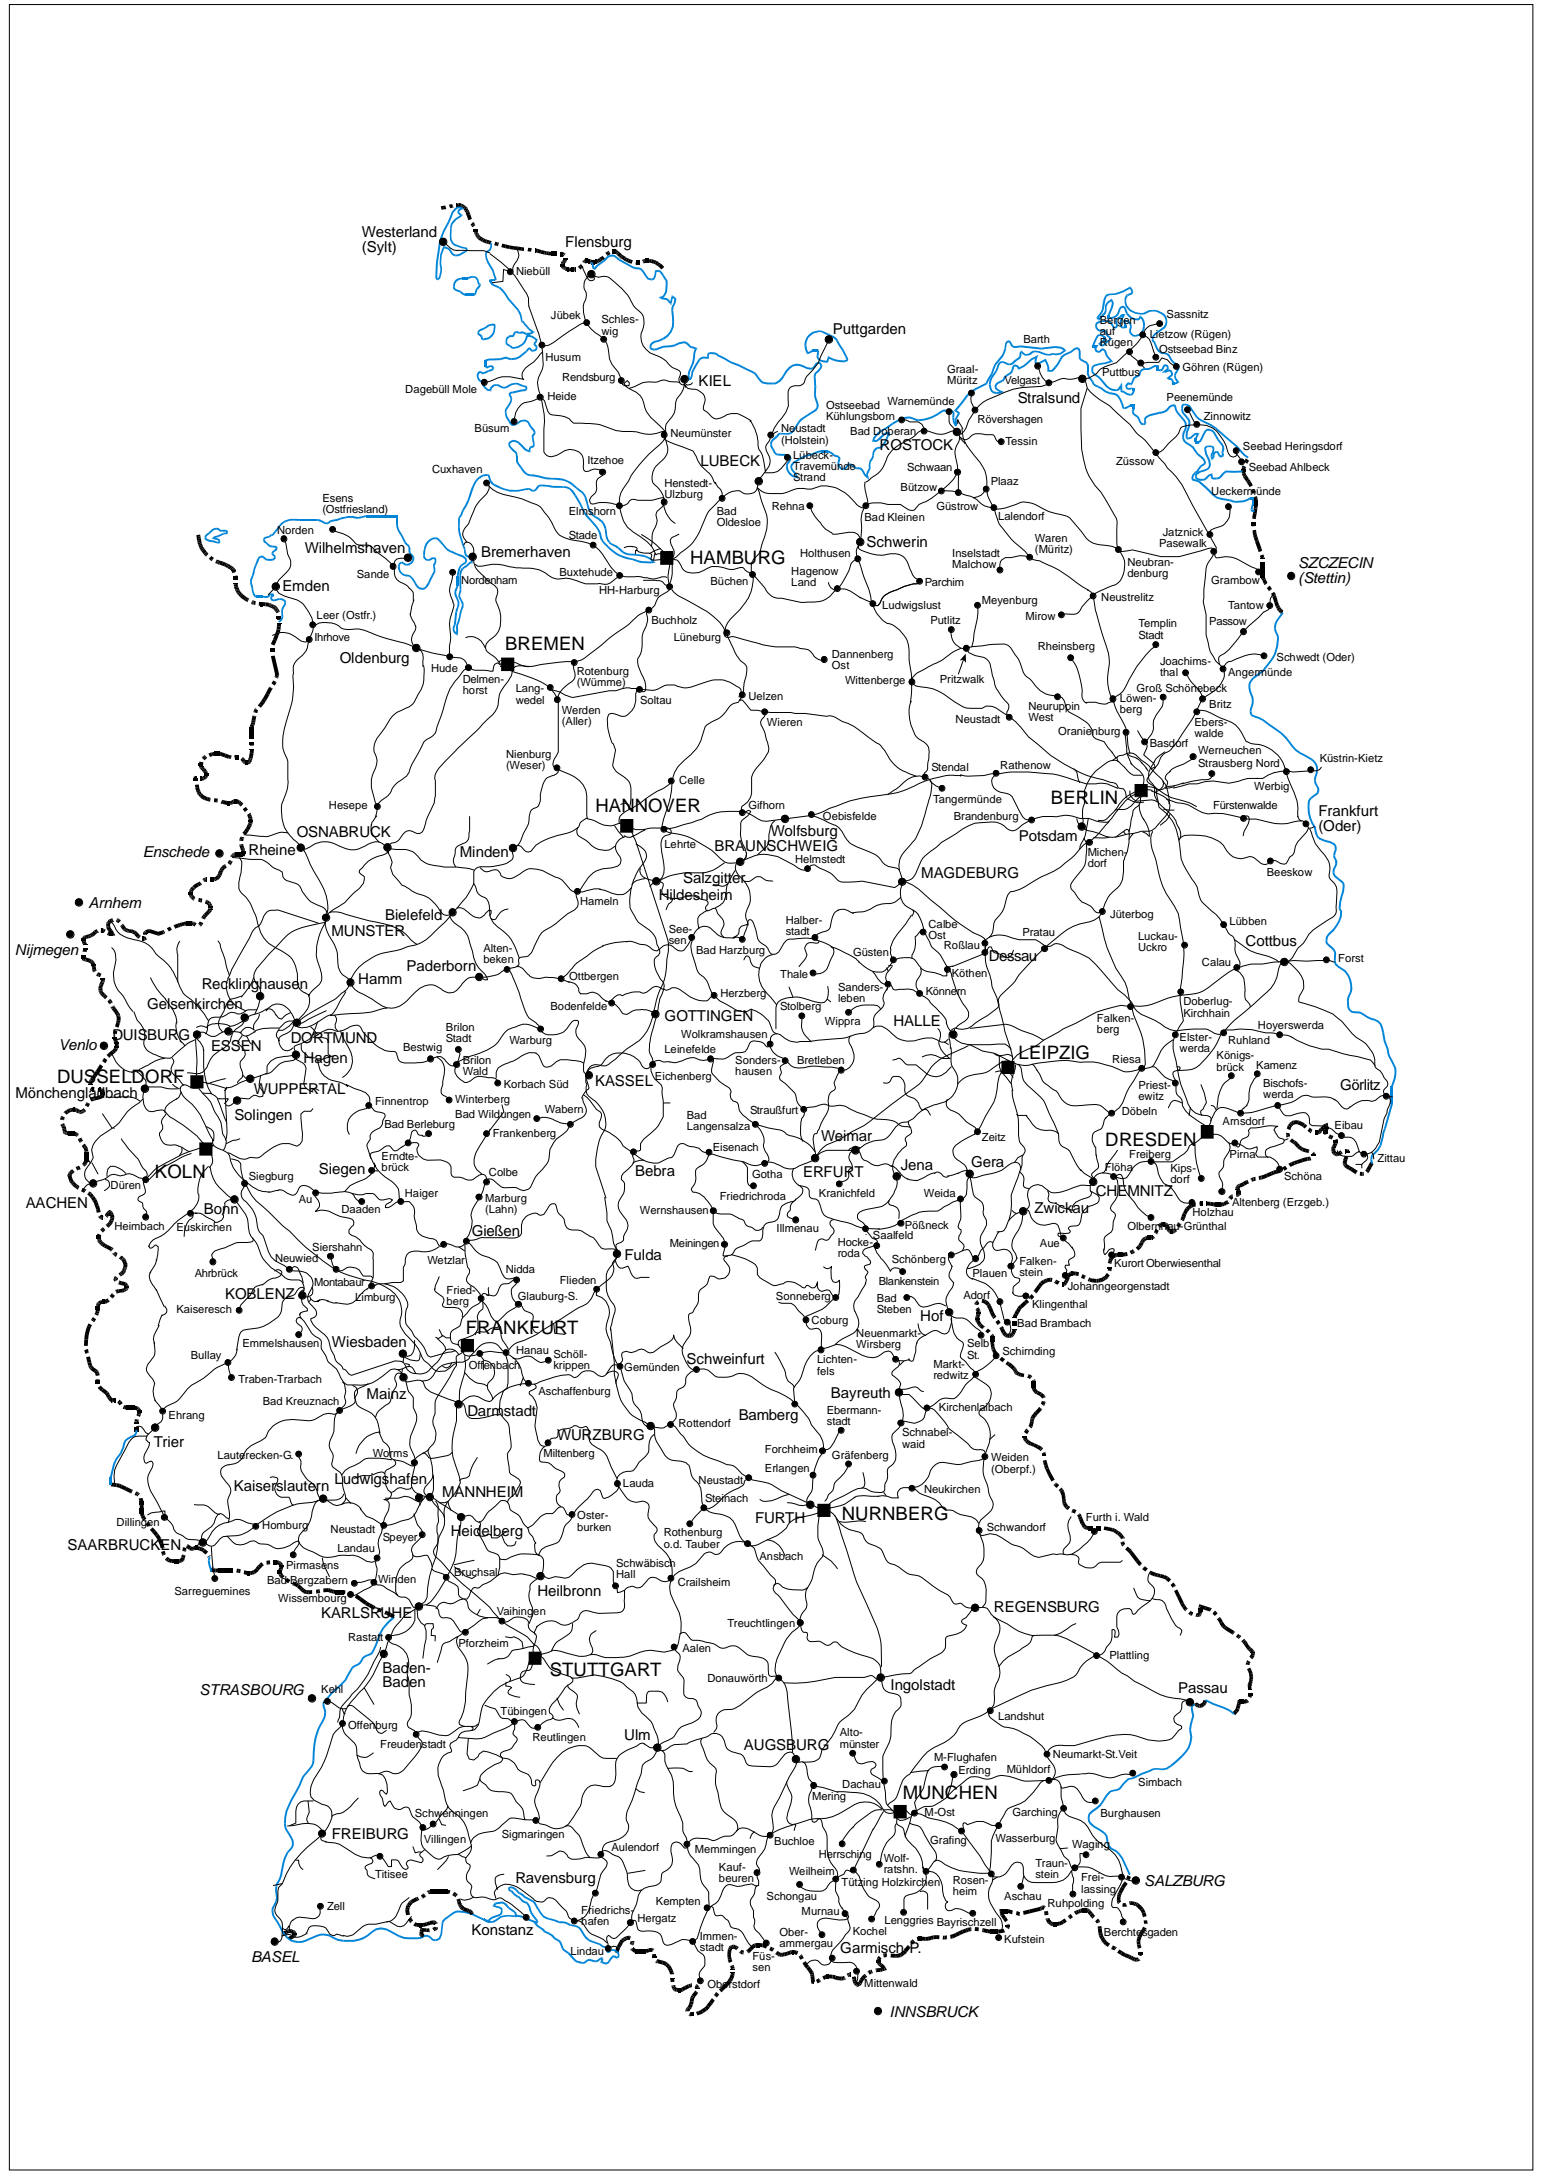 Westerland
(Sylt)
Flensburg
Niebüll
Jübek
Schles-
wig
Husum
Rendsburg
KIEL
Dagebüll Mole
Heide
Büsum
Neumünster
Puttgarden
Neustadt
(Holstein)
Lübeck-
Travemünde
Strand
LUBECK
Itzehoe
Henstedt-
Ulzburg
Elmshorn
Bad
Oldesloe
Cuxhaven
Stade
Buxtehude
HAMBURG
HH-Harburg
Büchen
Sassnitz
Bergen
auf
Rügen
Lietzow (Rügen)
Ostseebad Binz
Göhren (Rügen)
Puttbus
Barth
Velgast
Stralsund
Graal-
Müritz
Warnemünde
Rövershagen
Ostseebad
Kühlungsborn
Bad Doberan
ROSTOCK
Tessin
Peenemünde
Zinnowitz
Seebad Heringsdorf
Seebad Ahlbeck
Züssow
Ueckermünde
Schwaan
Bützow
Plaaz
Güstrow
Lalendorf
Rehna
Bad Kleinen
Schwerin
Holthusen
Hagenow
Land
Parchim
Ludwigslust
Inselstadt
Malchow
Waren
(Müritz)
Jatznick
Pasewalk
Neubran-
denburg
Grambow
SZCZECIN
(Stettin)
Tantow
Passow
Neustrelitz
Mirow
Meyenburg
Putlitz
Pritzwalk
Wittenberge
Rheinsberg
Templin
Stadt
Joachims-
thal
Schwedt (Oder)
Angermünde
Groß Schönebeck
Britz
Löwen-
berg
Neuruppin
West
Neustadt
Oranienburg
Ebers-
walde
Basdorf
Werneuchen
Strausberg Nord
Küstrin-Kietz
Werbig
Esens
(Ostfriesland)
Norden
Wilhelmshaven
Sande
Emden
Bremerhaven
Nordenham
Leer (Ostfr.)
Ihrhove
Oldenburg
Hude
Delmen-
horst
BREMEN
Buchholz
Lüneburg
Rotenburg
(Wümme)
Lang-
wedel
Werden
(Aller)
Soltau
Uelzen
Wieren
Dannenberg
Ost
Nienburg
(Weser)
Celle
HANNOVER
Gifhorn
Lehrte
Wolfsburg
Oebisfelde
BRAUNSCHWEIG
Helmstedt
Stendal
Tangermünde
Rathenow
Brandenburg
BERLIN
Potsdam
Michen-
dorf
Fürstenwalde
Frankfurt
(Oder)
Beeskow
Hesepe
OSNABRUCK
Rheine
Enschede
Minden
Salzgitter
Hildesheim
Hameln
MAGDEBURG
Arnhem
Nijmegen
MUNSTER
Bielefeld
Alten-
beken
Paderborn
Ottbergen
Bodenfelde
See-
sen
Bad Harzburg
Halber-
stadt
Calbe
Ost
Güsten
Thale
Sanders-
leben
Roßlau
Dessau
Köthen
Könnern
Pratau
Jüterbog
Luckau-
Uckro
Lübben
Cottbus
Calau
Forst
Recklinghausen
Gelsenkirchen
Hamm
DUISBURG
ESSEN
DORTMUND
Hagen
Venlo
DUSSELDORF
Mönchengladbach
WUPPERTAL
Solingen
Bestwig
Brilon
Stadt
Brilon
Wald
Warburg
Korbach Süd
Winterberg
KASSEL
Herzberg
GOTTINGEN
Stolberg
Wippra
Wolkramshausen
Leinefelde
Eichenberg
Sonders-
hausen
Bretleben
HALLE
LEIPZIG
Falken-
berg
Doberlug-
Kirchhain
Hoyerswerda
Elster-
werda
Ruhland
Riesa
Königs-
brück
Kamenz
Bischofs-
werda
Görlitz
Priest-
ewitz
Döbeln
Arnsdorf
Eibau
Zittau
DRESDEN
Freiberg
Pirna
Schöna
Kips-
dorf
Flöha
CHEMNITZ
Altenberg (Erzgeb.)
Holzhau
Olbernhau-Grünthal
Finnentrop
Bad Berleburg
Bad Wildungen
Wabern
Frankenberg
Erndte-
brück
Siegen
KÖLN
AACHEN
Düren
Heimbach
Euskirchen
Bonn
Siegburg
Au
Daaden
Haiger
Colbe
Marburg
(Lahn)
Gießen
Wetzlar
Bad
Langensalza
Straußfurt
Bebra
Eisenach
Gotha
Friedrichroda
ERFURT
Weimar
Kranichfeld
Jena
Gera
Zeitz
Weida
Zwickau
Aue
Wernshausen
Meiningen
Illmenau
Pößneck
Saalfeld
Hocke-
roda
Schönberg
Blankenstein
Plauen
Falken-
stein
Kurort Oberwiesenthal
Johanngeorgenstadt
Klingenthal
Adorf
Bad Brambach
Bad
Steben
Hof
Ahrbrück
Neuwied
Siershahn
Montabaur
Limburg
KOBLENZ
Kaiseresch
Emmelshausen
Bullay
Traben-Trarbach
Nidda
Fried-
berg
Glauburg-S.
Flieden
Fulda
FRANKFURT
Wiesbaden
Mainz
Offenbach
Hanau
Schöll-
krippen
Aschaffenburg
Gemünden
Schweinfurt
Sonneberg
Coburg
Lichten-
fels
Neuenmarkt-
Wirsberg
Selb
St.
Schirnding
Markt-
redwitz
Bayreuth
Bamberg
Ebermann-
stadt
Kirchenlaibach
Schnabel-
waid
Ehrang
Trier
Bad Kreuznach
Darmstadt
Lauterecken-G.
Worms
Kaiserslautern
Ludwigshafen
MANNHEIM
Miltenberg
WÜRZBURG
Rottendorf
Lauda
Forchheim
Erlangen
Gräfenberg
Weiden
(Oberpf.)
Neukirchen
Neustadt
Steinach
FURTH
NURNBERG
Rothenburg
o.d. Tauber
Ansbach
Schwandorf
Furth i. Wald
Dillingen
SAARBRUCKEN
Homburg
Neustadt
Speyer
Landau
Heidelberg
Oster-
burken
Pirmasens
Sarreguemines
Bad Bergzabern
Winden
Wissembourg
Bruchsal
Heilbronn
Schwäbisch
Hall
Crailsheim
KARLSRUHE
Vaihingen
Pforzheim
Rastatt
Baden-
Baden
STUTTGART
Aalen
Treuchtlingen
Donauwörth
Ingolstadt
REGENSBURG
Plattling
Passau
Landshut
STRASBOURG
Kehl
Offenburg
Freudenstadt
Tübingen
Reutlingen
Ulm
AUGSBURG
Alto-
münster
Dachau
Mering
M-Flughafen
Erding
MUNCHEN
M-Ost
Mühldorf
Neumarkt-St.Veit
Simbach
Burghausen
Garching
Wasserburg
Grafing
Waging
Traun-
stein
Frei-
lassing
SALZBURG
Ruhpolding
Berchtesgaden
Aschau
Rosen-
heim
Schwenningen
Villingen
FREIBURG
Titisee
Sigmaringen
Aulendorf
Memmingen
Buchloe
Kauf-
beuren
Herrsching
Weilheim
Tützing
Wolf-
ratshn.
Holzkirchen
Schongau
Murnau
Ober-
ammergau
Kochel
Lenggries
Bayrischzell
Kufstein
Garmisch-P.
Mittenwald
INNSBRUCK
Zell
BASEL
Konstanz
Ravensburg
Friedrichs-
hafen
Lindau
Hergatz
Kempten
Immen-
stadt
Oberstdorf
Füs-
sen